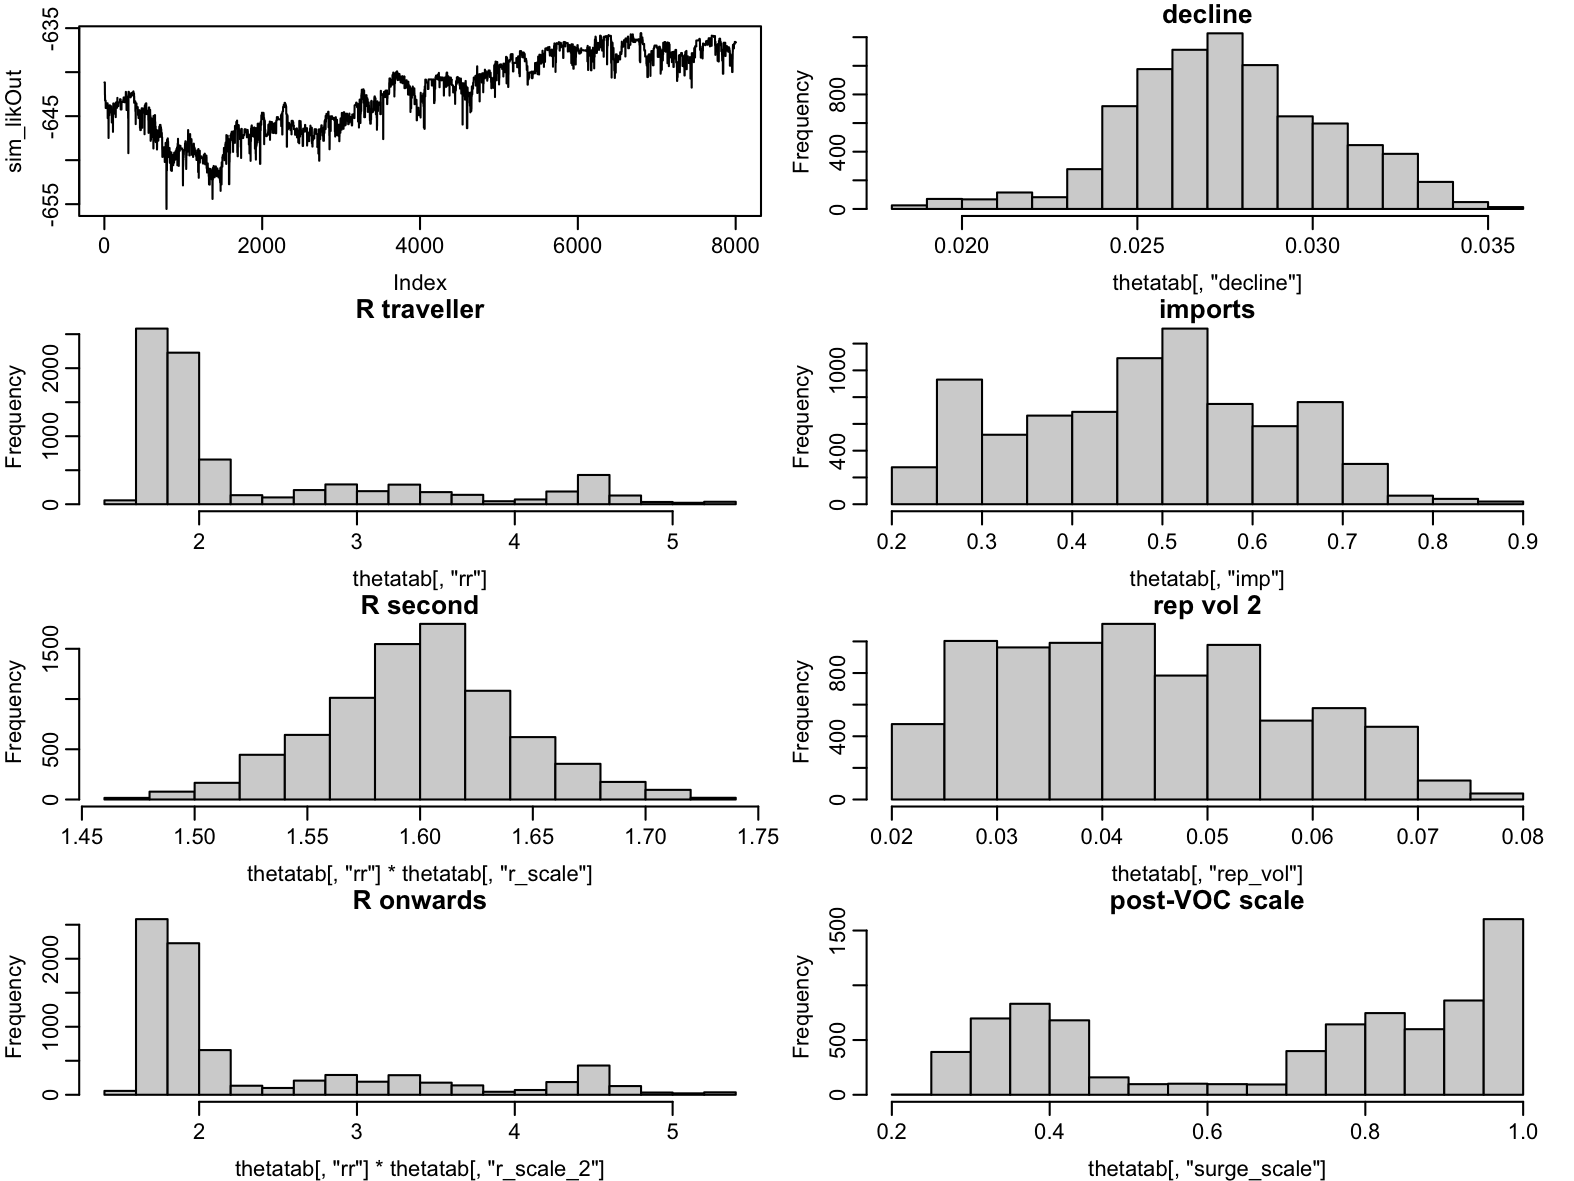 -635
-645
-655
sim_likOut
0 2000 4000 6000 8000
Index
decline
Frequency
0 400 800
0.020 0.025 0.030 0.035
thetatab[, "decline"]
R traveller
Frequency
0 1000 2000
2 3 4 5
thetatab[, "rr"]
imports
Frequency
0 400 1000
0.2 0.3 0.4 0.5 0.6 0.7 0.8 0.9
thetatab[, "imp"]
R second
Frequency
0 500 1500
1.45 1.50 1.55 1.60 1.65 1.70 1.75
thetatab[, "rr"] * thetatab[, "r_scale"]
rep vol 2
Frequency
0 400 800
0.02 0.03 0.04 0.05 0.06 0.07 0.08
thetatab[, "rep_vol"]
R onwards
Frequency
0 1000 2000
2 3 4 5
thetatab[, "rr"] * thetatab[, "r_scale_2"]
post-VOC scale
Frequency
0 500 1500
0.2 0.4 0.6 0.8 1.0
thetatab[, "surge_scale"]